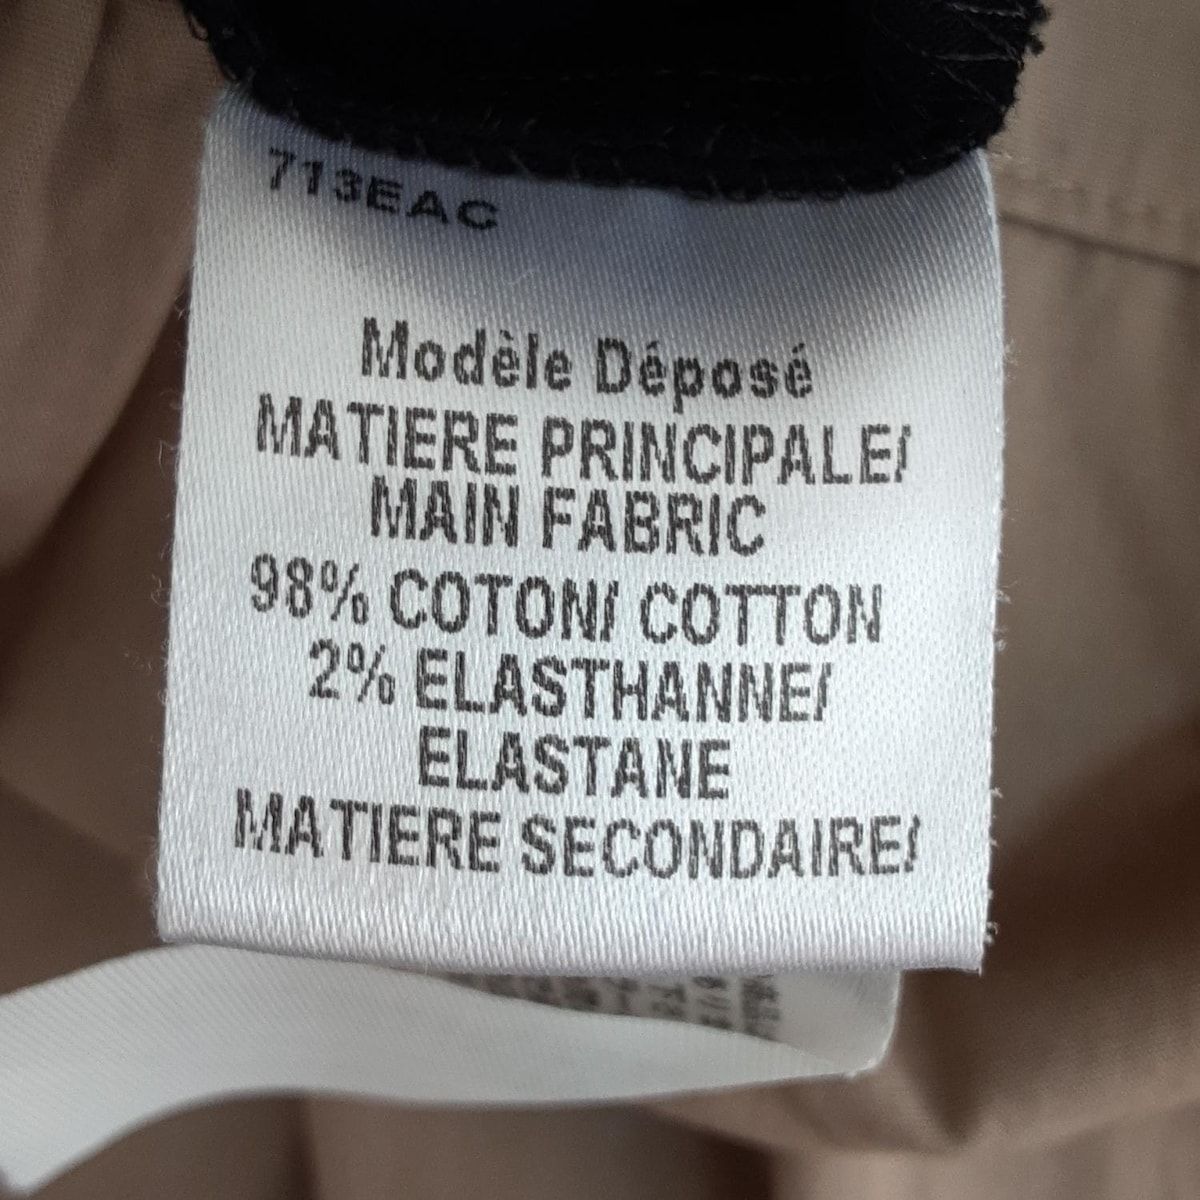 713EAC
Modèle Déposé
MATIERE PRINCIPALE/
MAIN FABRIC
98% COTON/ COTTON
2% ELASTHANNE/
ELASTANE
MATIERE SECONDAIRE/